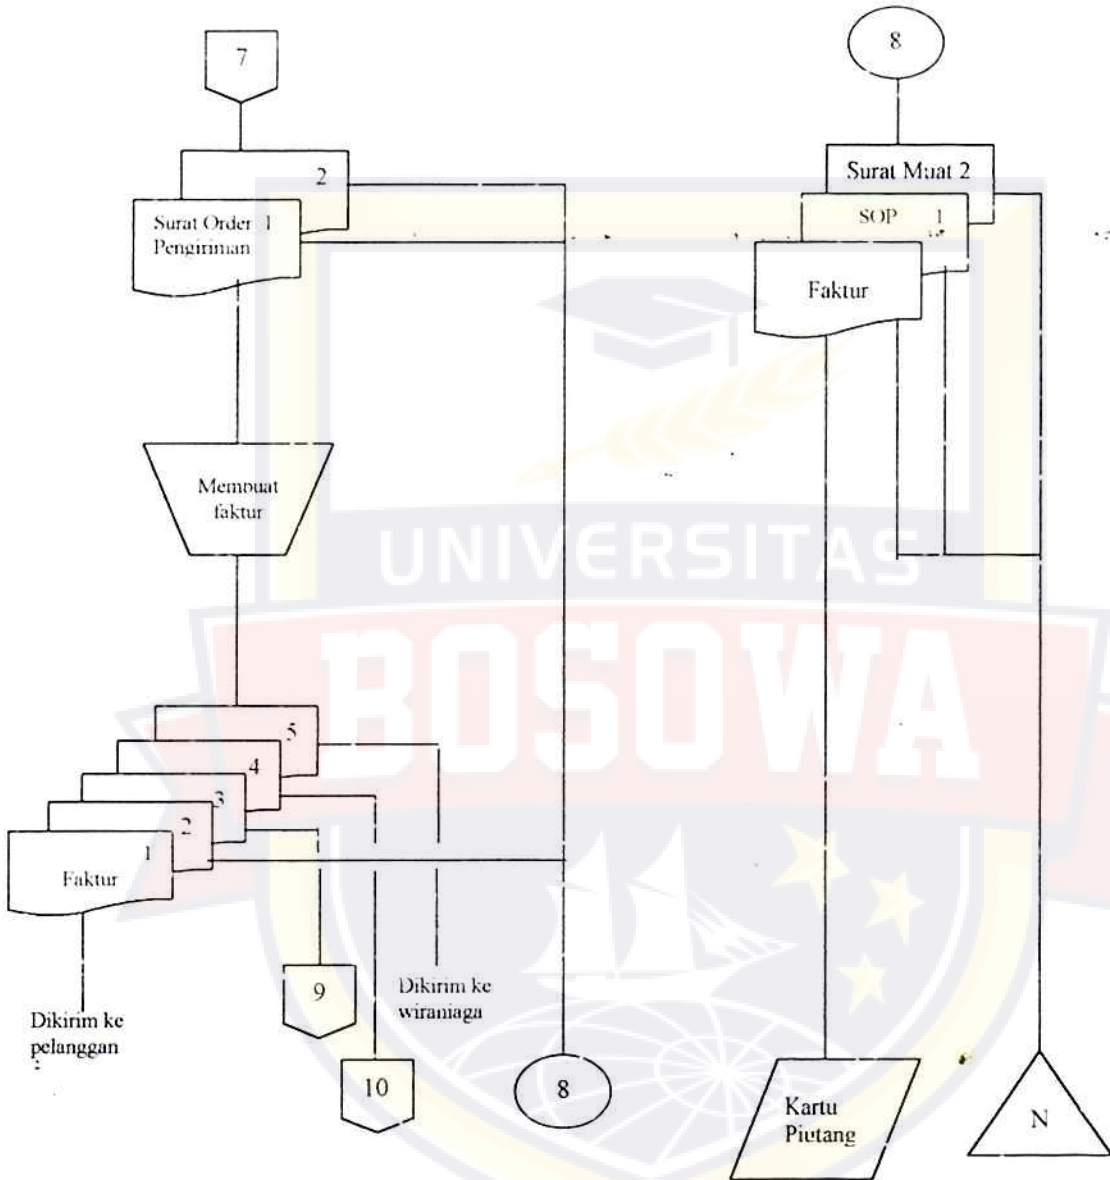 7
2
Surat Order 1
Pengiriman
Membuat
faktur
5
4
3
2
1
Faktur
Dikirim ke
pelanggan
9
10
Dikirim ke
wiraniaga
8
8
Surat Muat 2
SOP 1
Faktur
Kartu
Piutang
N
UNIVERSITAS
BOSOWA